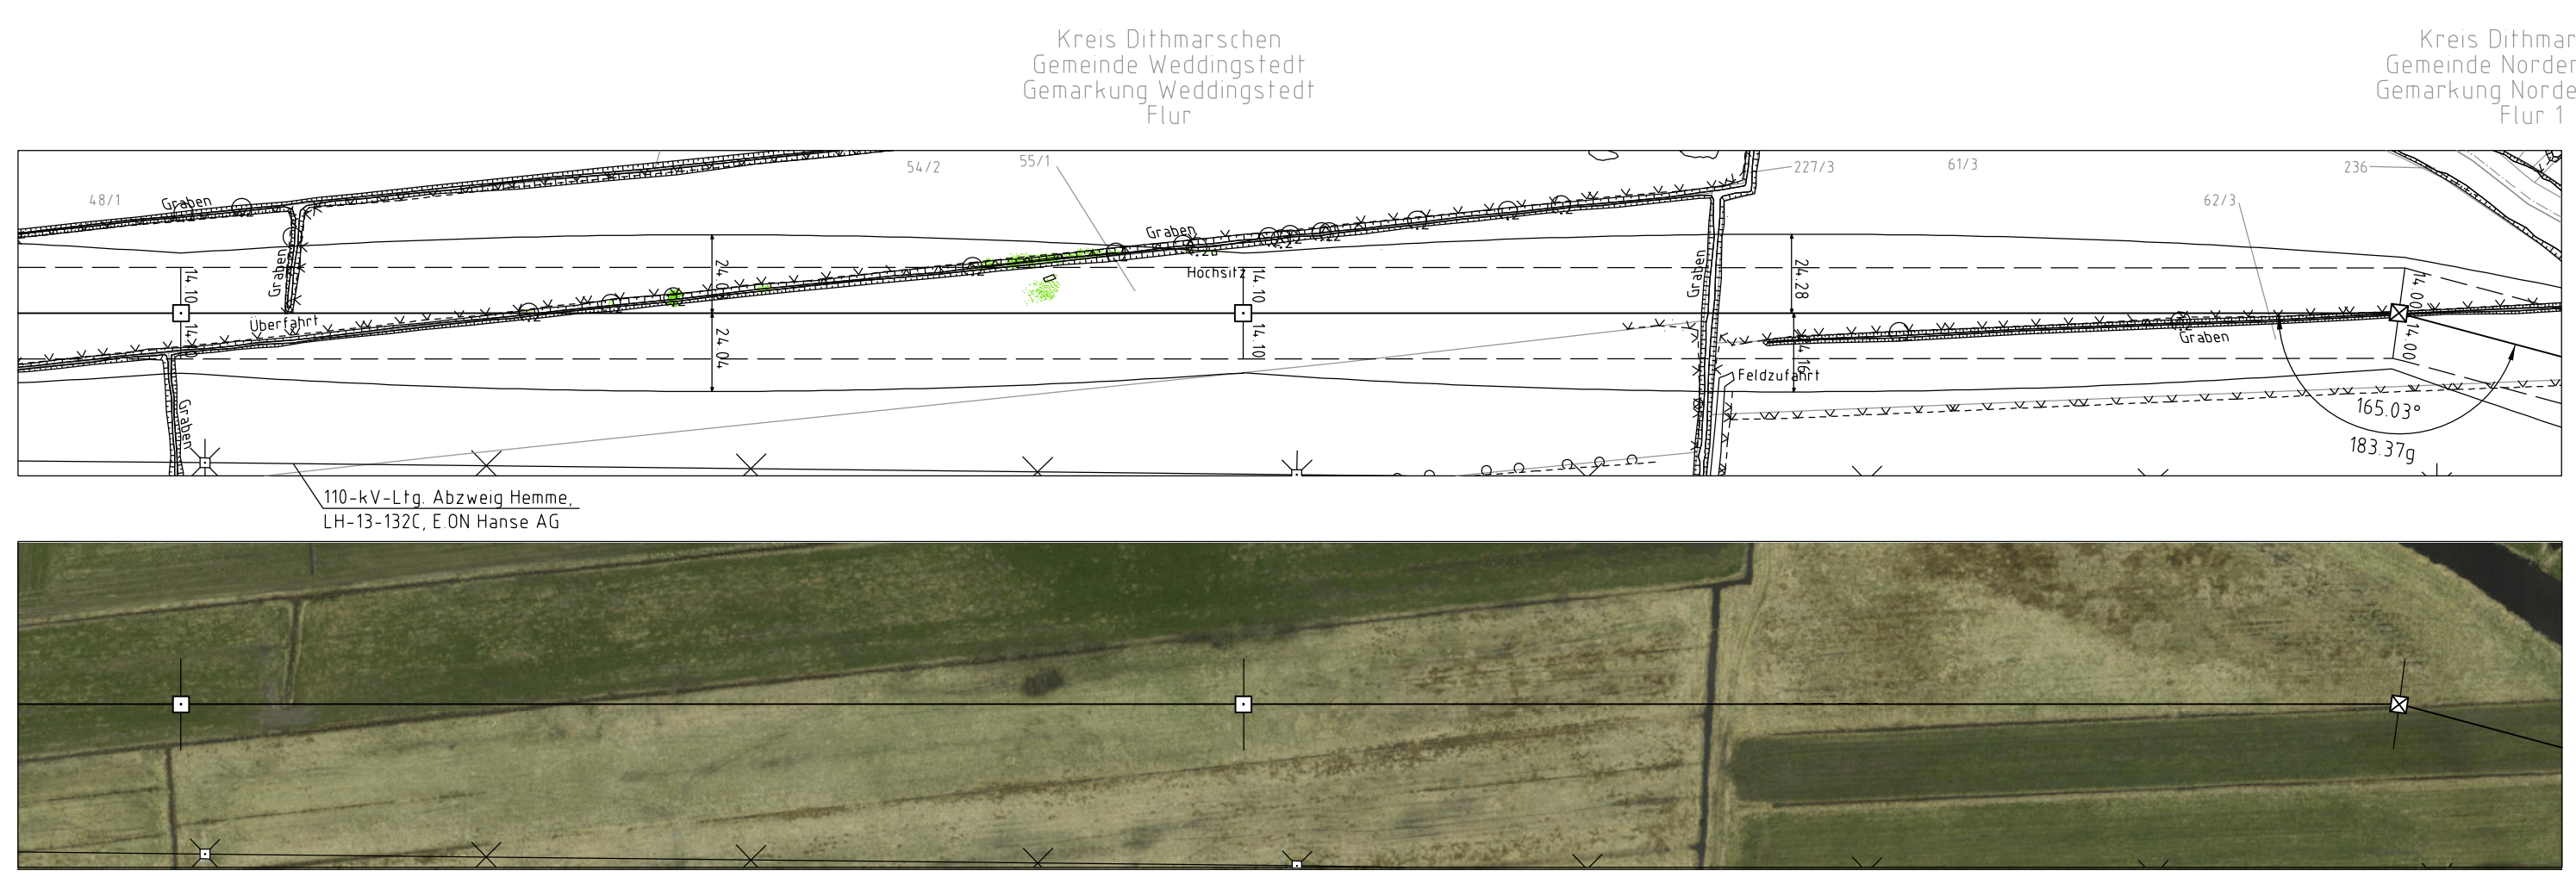 Kreis Dithmarschen
Gemeinde Weddingstedt
Gemarkung Weddingstedt
Flur
Kreis Dithmar
Gemeinde Norder
Gemarkung Norde
Flur 1
48/1
54/2
55/1
227/3
61/3
236
62/3
Graben
Graben
Graben
Graben
Graben
Graben
Überfahrt
Hochsitz
Feldzufahrt
14.10
14.10
24.04
14.10
14.10
24.28
14.00
14.00
165.03°
183.37g
110-kV-Ltg. Abzweig Hemme,
LH-13-132C, E.ON Hanse AG